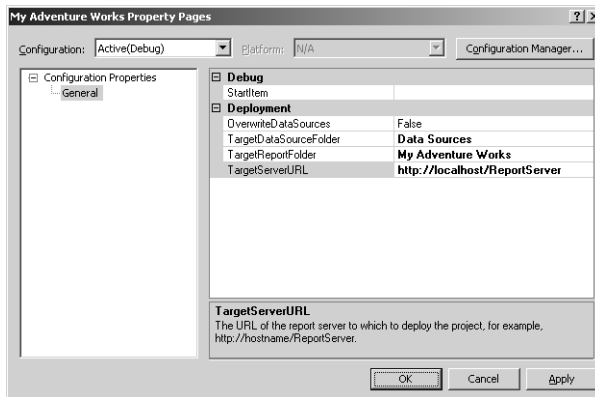 My Adventure Works Property Pages
Configuration: Active(Debug) Platform: N/A Configuration Manager...
Configuration Properties
General
Debug
StartItem
Deployment
OverwriteDataSources False
TargetDataSourceFolder Data Sources
TargetReportFolder My Adventure Works
TargetServerURL http://localhost/ReportServer
TargetServerURL
The URL of the report server to which to deploy the project, for example,
http://hostname/ReportServer.
OK Cancel Apply